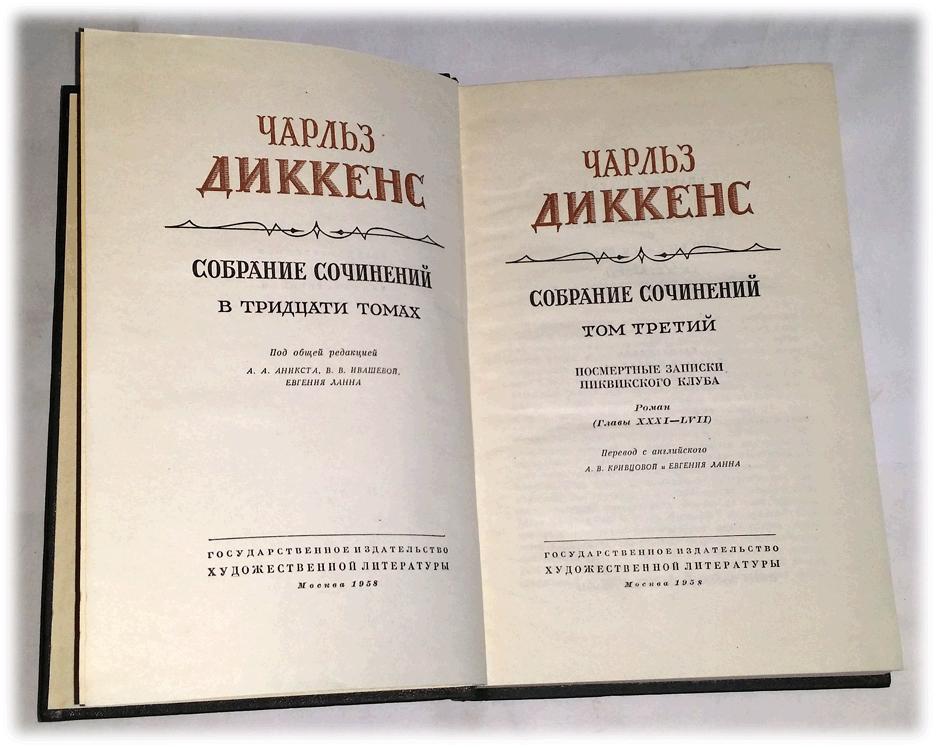 ЧАРЛЬЗ
ДИККЕНС
СОБРАНИЕ СОЧИНЕНИЙ
В ТРИДЦАТИ ТОМАХ
Под общей редакцией
А. А. АНИКСТА, В. В. ИВАШЕВОЙ,
ЕВГЕНИЯ ЛАННА
ГОСУДАРСТВЕННОЕ ИЗДАТЕЛЬСТВО
ХУДОЖЕСТВЕННОЙ ЛИТЕРАТУРЫ
Москва 1958
ЧАРЛЬЗ
ДИККЕНС
СОБРАНИЕ СОЧИНЕНИЙ
ТОМ ТРЕТИЙ
ПОСМЕРТНЫЕ ЗАПИСКИ
ПИКВИКСКОГО КЛУБА
Роман
(Главы XXXI—LVII)
Перевод с английского
А. В. КРИВЦОВОЙ и ЕВГЕНИЯ ЛАННА
ГОСУДАРСТВЕННОЕ ИЗДАТЕЛЬСТВО
ХУДОЖЕСТВЕННОЙ ЛИТЕРАТУРЫ
Москва 1958